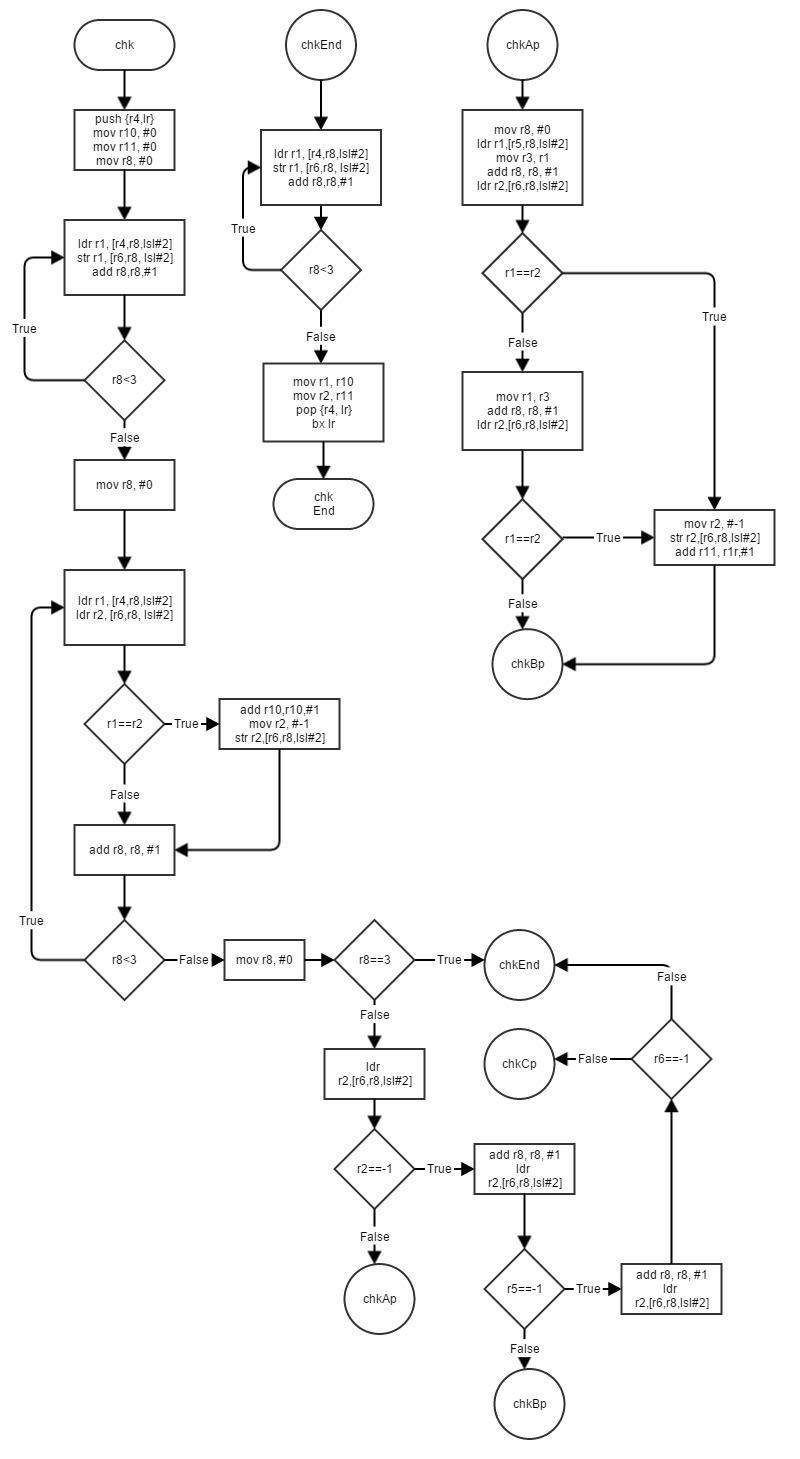 chk
push {r4,lr}
mov r10, #0
mov r11, #0
mov r8, #0
ldr r1, [r4,r8,lsl#2]
str r1, [r6,r8, lsl#2]
add r8,r8,#1
True
r8<3
False
mov r8, #0
ldr r1, [r4,r8,lsl#2]
ldr r2, [r6,r8, lsl#2]
r1==r2
True
add r10,r10,#1
mov r2, #-1
str r2,[r6,r8,lsl#2]
False
add r8, r8, #1
True
r8<3
False
mov r8, #0
r8==3
True
chkEnd
False
ldr
r2,[r6,r8,lsl#2]
r2==-1
True
add r8, r8, #1
ldr
r2,[r6,r8,lsl#2]
False
chkAp
r5==-1
True
add r8, r8, #1
ldr
r2,[r6,r8,lsl#2]
False
chkBp
r6==-1
False
chkCp
False
chkEnd
ldr r1, [r4,r8,lsl#2]
str r1, [r6,r8, lsl#2]
add r8,r8,#1
True
r8<3
False
mov r1, r10
mov r2, r11
pop {r4, lr}
bx lr
chk
End
chkAp
mov r8, #0
ldr r1,[r5,r8,lsl#2]
mov r3, r1
add r8, r8, #1
ldr r2,[r6,r8,lsl#2]
r1==r2
True
False
mov r1, r3
add r8, r8, #1
ldr r2,[r6,r8,lsl#2]
r1==r2
True
mov r2, #-1
str r2,[r6,r8,lsl#2]
add r11, r1r,#1
False
chkBp